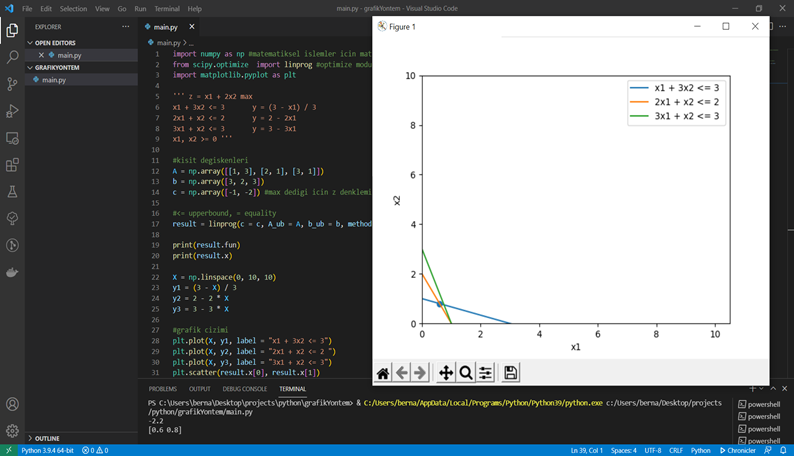 File Edit Selection View Go Run Terminal Help
main.py - grafikYontem - Visual Studio Code
EXPLORER
OPEN EDITORS
main.py
GRAFIKYONTEM
main.py
OUTLINE
main.py
main.py > ...
1 import numpy as np #matematiksel islemler icin mat
2 from scipy.optimize import linprog #optimize modu
3 import matplotlib.pyplot as plt
4
5 ''' z = x1 + 2x2 max
6 x1 + 3x2 <= 3 y = (3 - x1) / 3
7 2x1 + x2 <= 2 y = 2 - 2x1
8 3x1 + x2 <= 3 y = 3 - 3x1
9 x1, x2 >= 0 '''
10
11 #kisit degiskenleri
12 A = np.array([[1, 3], [2, 1], [3, 1]])
13 b = np.array([3, 2, 3])
14 c = np.array([-1, -2]) #max dedigi icin z denklemi
15
16 #<= upperbound, = equality
17 result = linprog(c = c, A_ub = A, b_ub = b, method
18
19 print(result.fun)
20 print(result.x)
21
22 X = np.linspace(0, 10, 10)
23 y1 = (3 - X) / 3
24 y2 = 2 - 2 * X
25 y3 = 3 - 3 * X
26
27 #grafik cizimi
28 plt.plot(X, y1, label = "x1 + 3x2 <= 3")
29 plt.plot(X, y2, label = "2x1 + x2 <= 2 ")
30 plt.plot(X, y3, label = "3x1 + x2 <= 3")
31 plt.scatter(result.x[0], result.x[1])
Figure 1
x1 + 3x2 <= 3
2x1 + x2 <= 2
3x1 + x2 <= 3
10
8
6
4
2
0
x2
0 2 4 6 8 10
x1
PROBLEMS OUTPUT DEBUG CONSOLE TERMINAL
PS C:\Users\berna\Desktop\projects\python\grafikYontem> & C:/Users/berna/AppData/Local/Programs/Python/Python39/python.exe c:/Users/berna/Desktop/projects
/python/grafikYontem/main.py
-2.2
[0.6 0.8]
powershell
powershell
powershell
powershell
Python 3.9.4 64-bit 0 0
Ln 39, Col 1 Spaces: 4 UTF-8 CRLF Python Chronicler